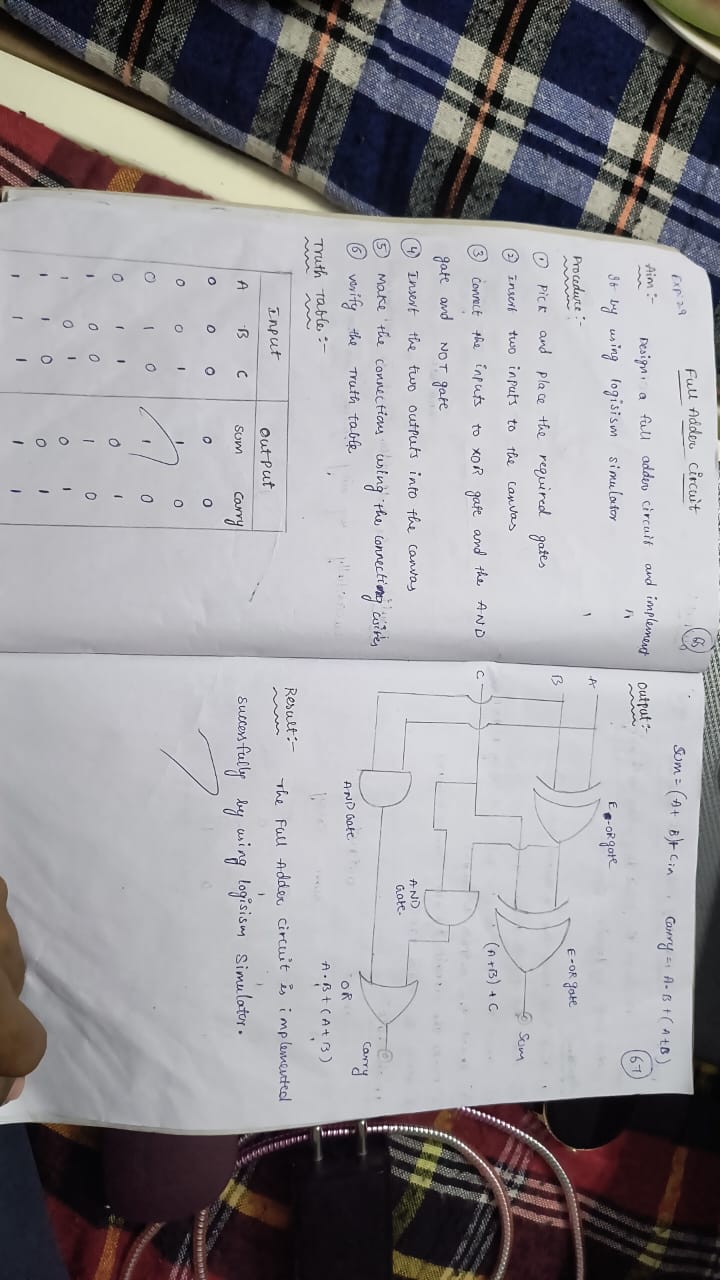 66
Exp:29
Full Adder Circuit
Aim:- Design a full adder circuit and implement
it by using logisism simulator
Procedure:-
① Pick and place the required gates
② insert two inputs to the canvas
③ Connect the inputs to XOR gate and the AND
gate and NOT gate
④ Insert the two outputs into the canvas
⑤ Make the connections using the connecting wires
⑥ verify the truth table
Truth table:-
Input output
A B C sum carry
0 0 0 0 0
0 0 1 1 0
0 1 0 1 0
0 1 1 0 1
1 0 0 1 0
1 0 1 0 1
1 1 0 0 1
1 1 1 1 1
67
Sum = (A+ B)+ Cin , Carry = A·B + (A+B)
Output:-
E-OR gate
A
B
E-OR gate
Sum
(A+B)+C
C
AND
Gate
AND Gate
OR
Carry
A·B+(A+B)
Result:- The Full Adder circuit is implemented
successfully by using logisism Simulator.